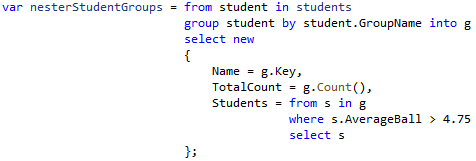 var nesterStudentGroups = from student in students
group student by student.GroupName into g
select new
{
Name = g.Key,
TotalCount = g.Count(),
Students = from s in g
where s.AverageBall > 4.75
select s
};